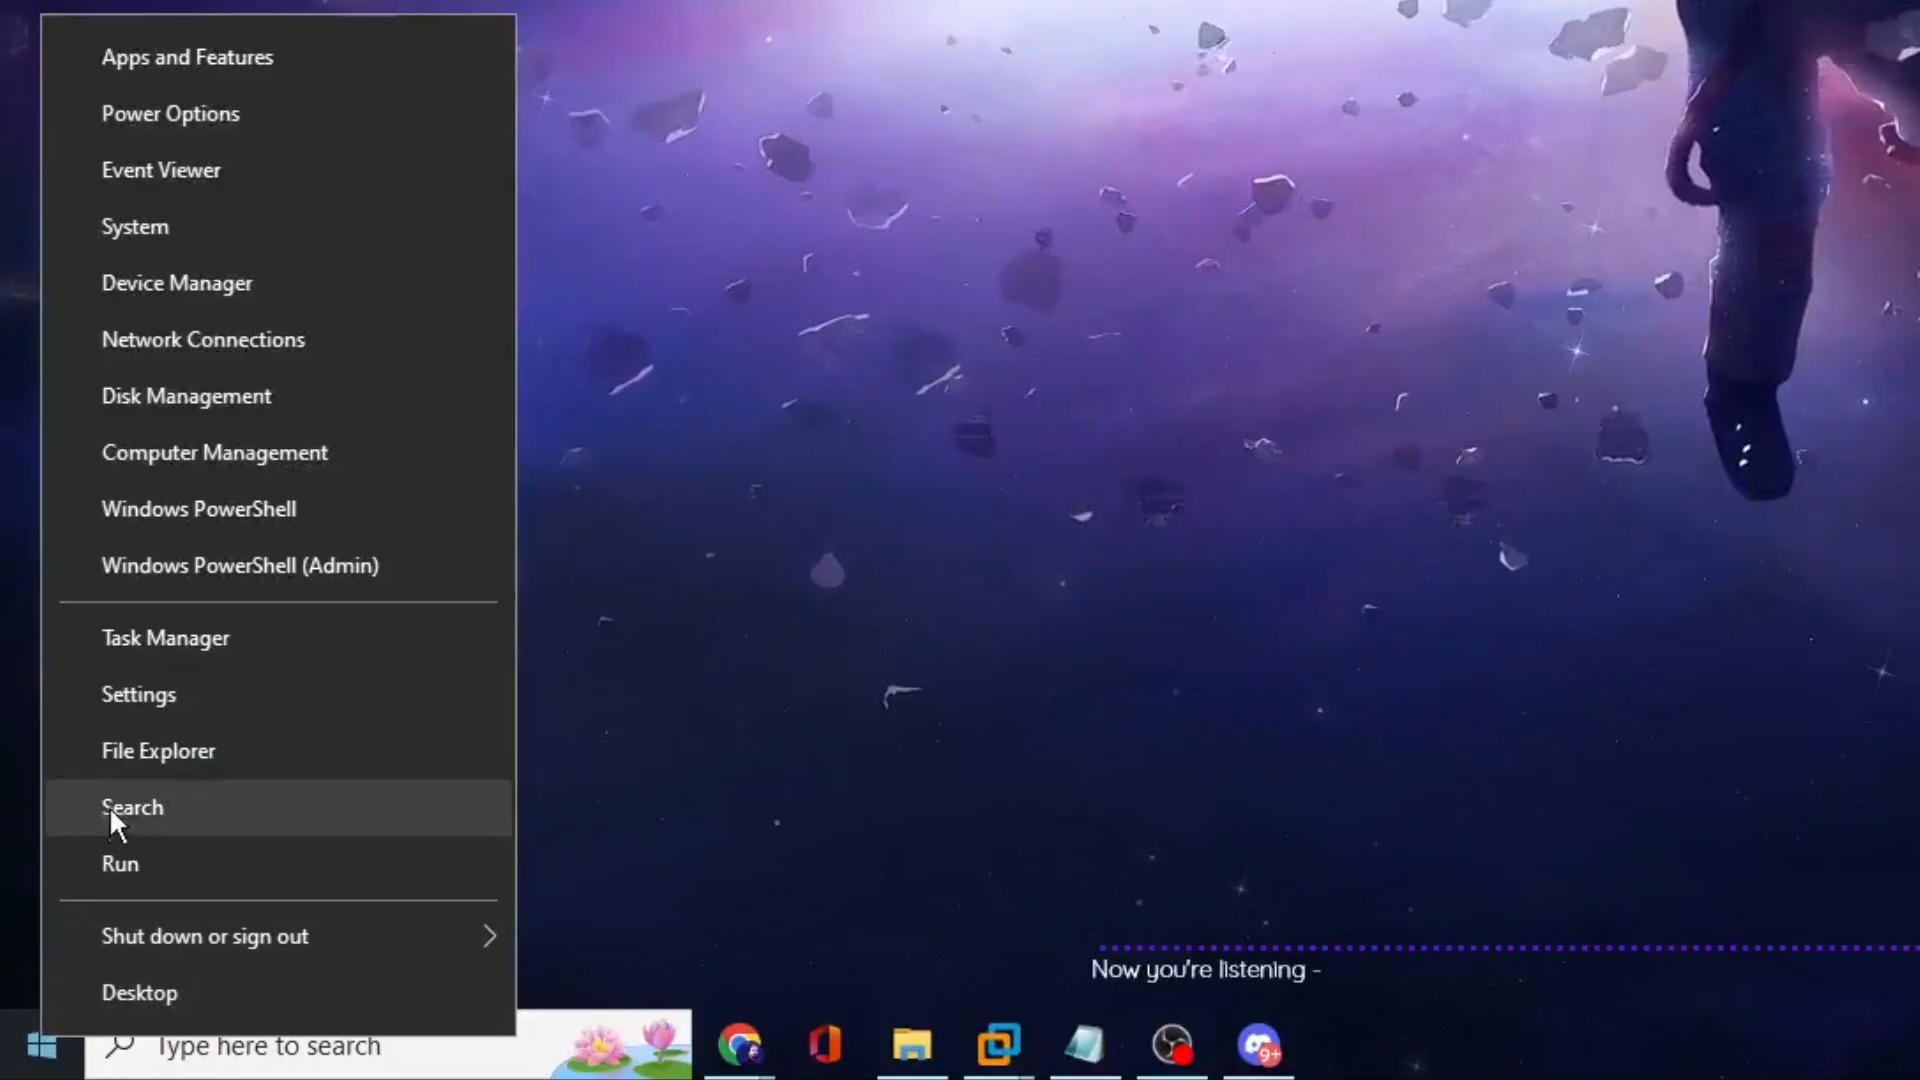 Apps and Features
Power Options
Event Viewer
System
Device Manager
Network Connections
Disk Management
Computer Management
Windows PowerShell
Windows PowerShell (Admin)
Task Manager
Settings
File Explorer
Search
Run
Shut down or sign out
Desktop
Now you're listening -
Type here to search
9+